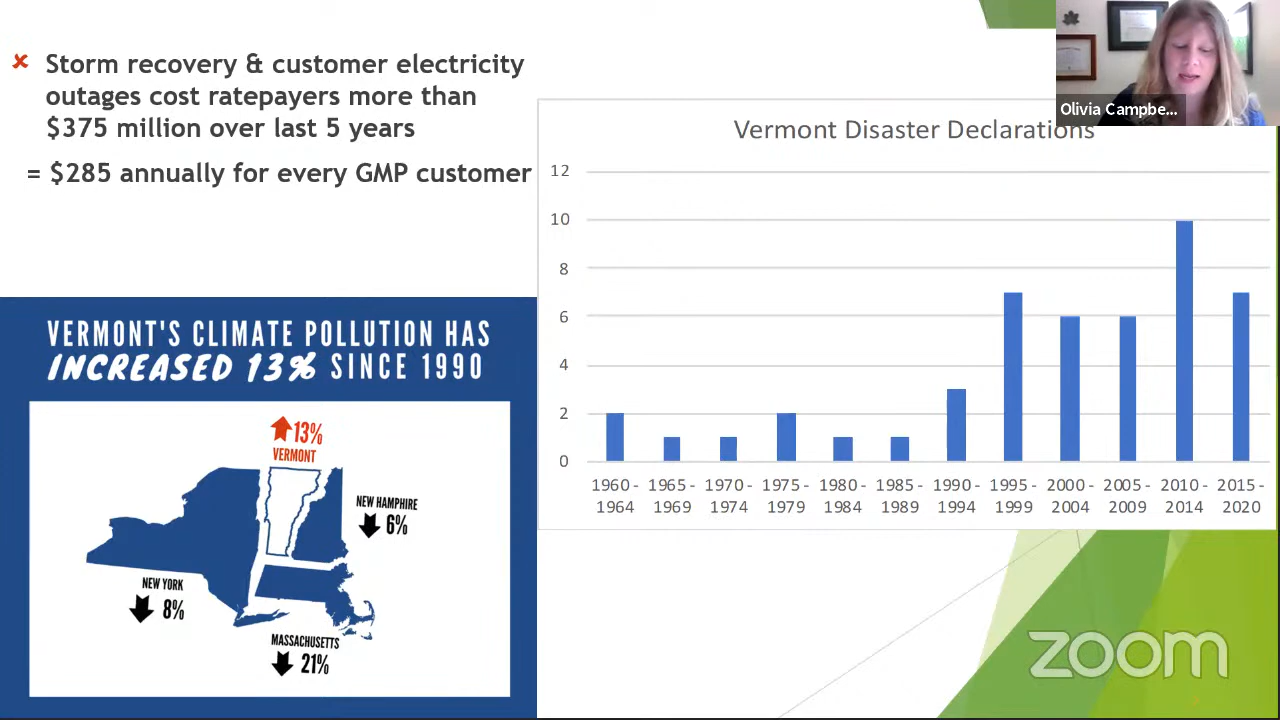 ✘ Storm recovery & customer electricity
outages cost ratepayers more than
$375 million over last 5 years
= $285 annually for every GMP customer
Olivia Campbe...
Vermont Disaster Declarations
12
10
8
6
4
2
0
1960 - 1965 - 1970 - 1975 - 1980 - 1985 - 1990 - 1995 - 2000 - 2005 - 2010 - 2015 -
1964 1969 1974 1979 1984 1989 1994 1999 2004 2009 2014 2020
VERMONT'S CLIMATE POLLUTION HAS
INCREASED 13% SINCE 1990
13%
VERMONT
NEW HAMPHIRE
6%
NEW YORK
8%
MASSACHUSETTS
21%
zoom